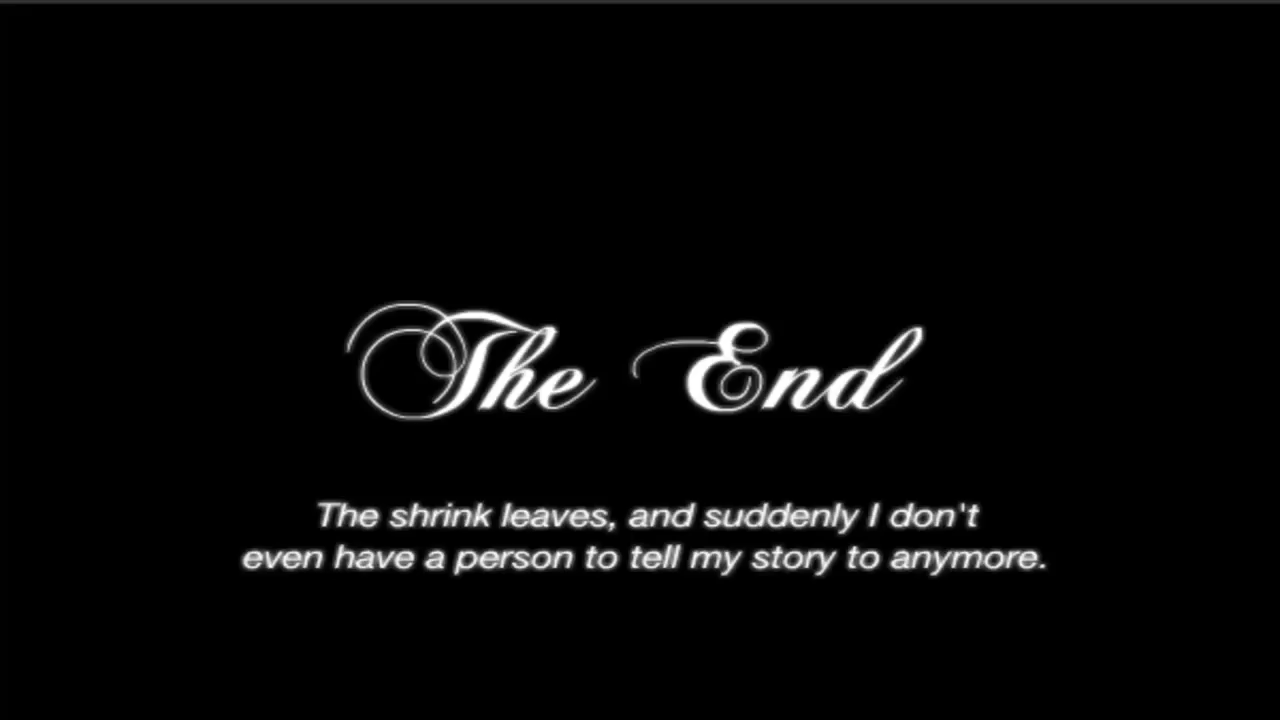 The End
The shrink leaves, and suddenly I don't
even have a person to tell my story to anymore.